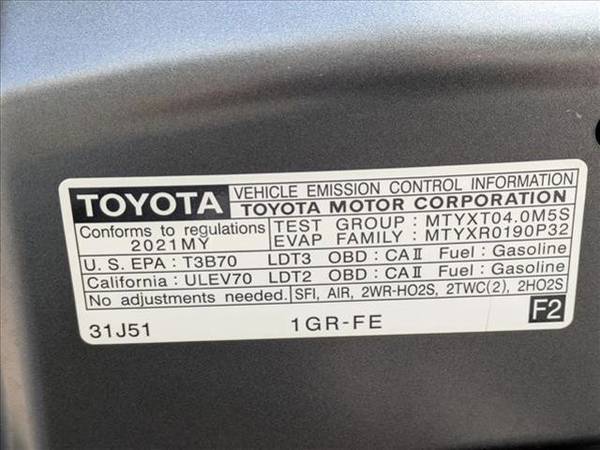 TOYOTA VEHICLE EMISSION CONTROL INFORMATION
TOYOTA MOTOR CORPORATION
Conforms to regulations TEST GROUP : MTYXT04.0M5S
2021MY EVAP FAMILY : MTYXR0190P32
U. S. EPA : T3B70 LDT3 OBD : CAⅡ Fuel : Gasoline
California : ULEV70 LDT2 OBD : CAⅡ Fuel : Gasoline
No adjustments needed. SFI, AIR, 2WR-HO2S, 2TWC(2), 2HO2S
31J51 1GR-FE F2